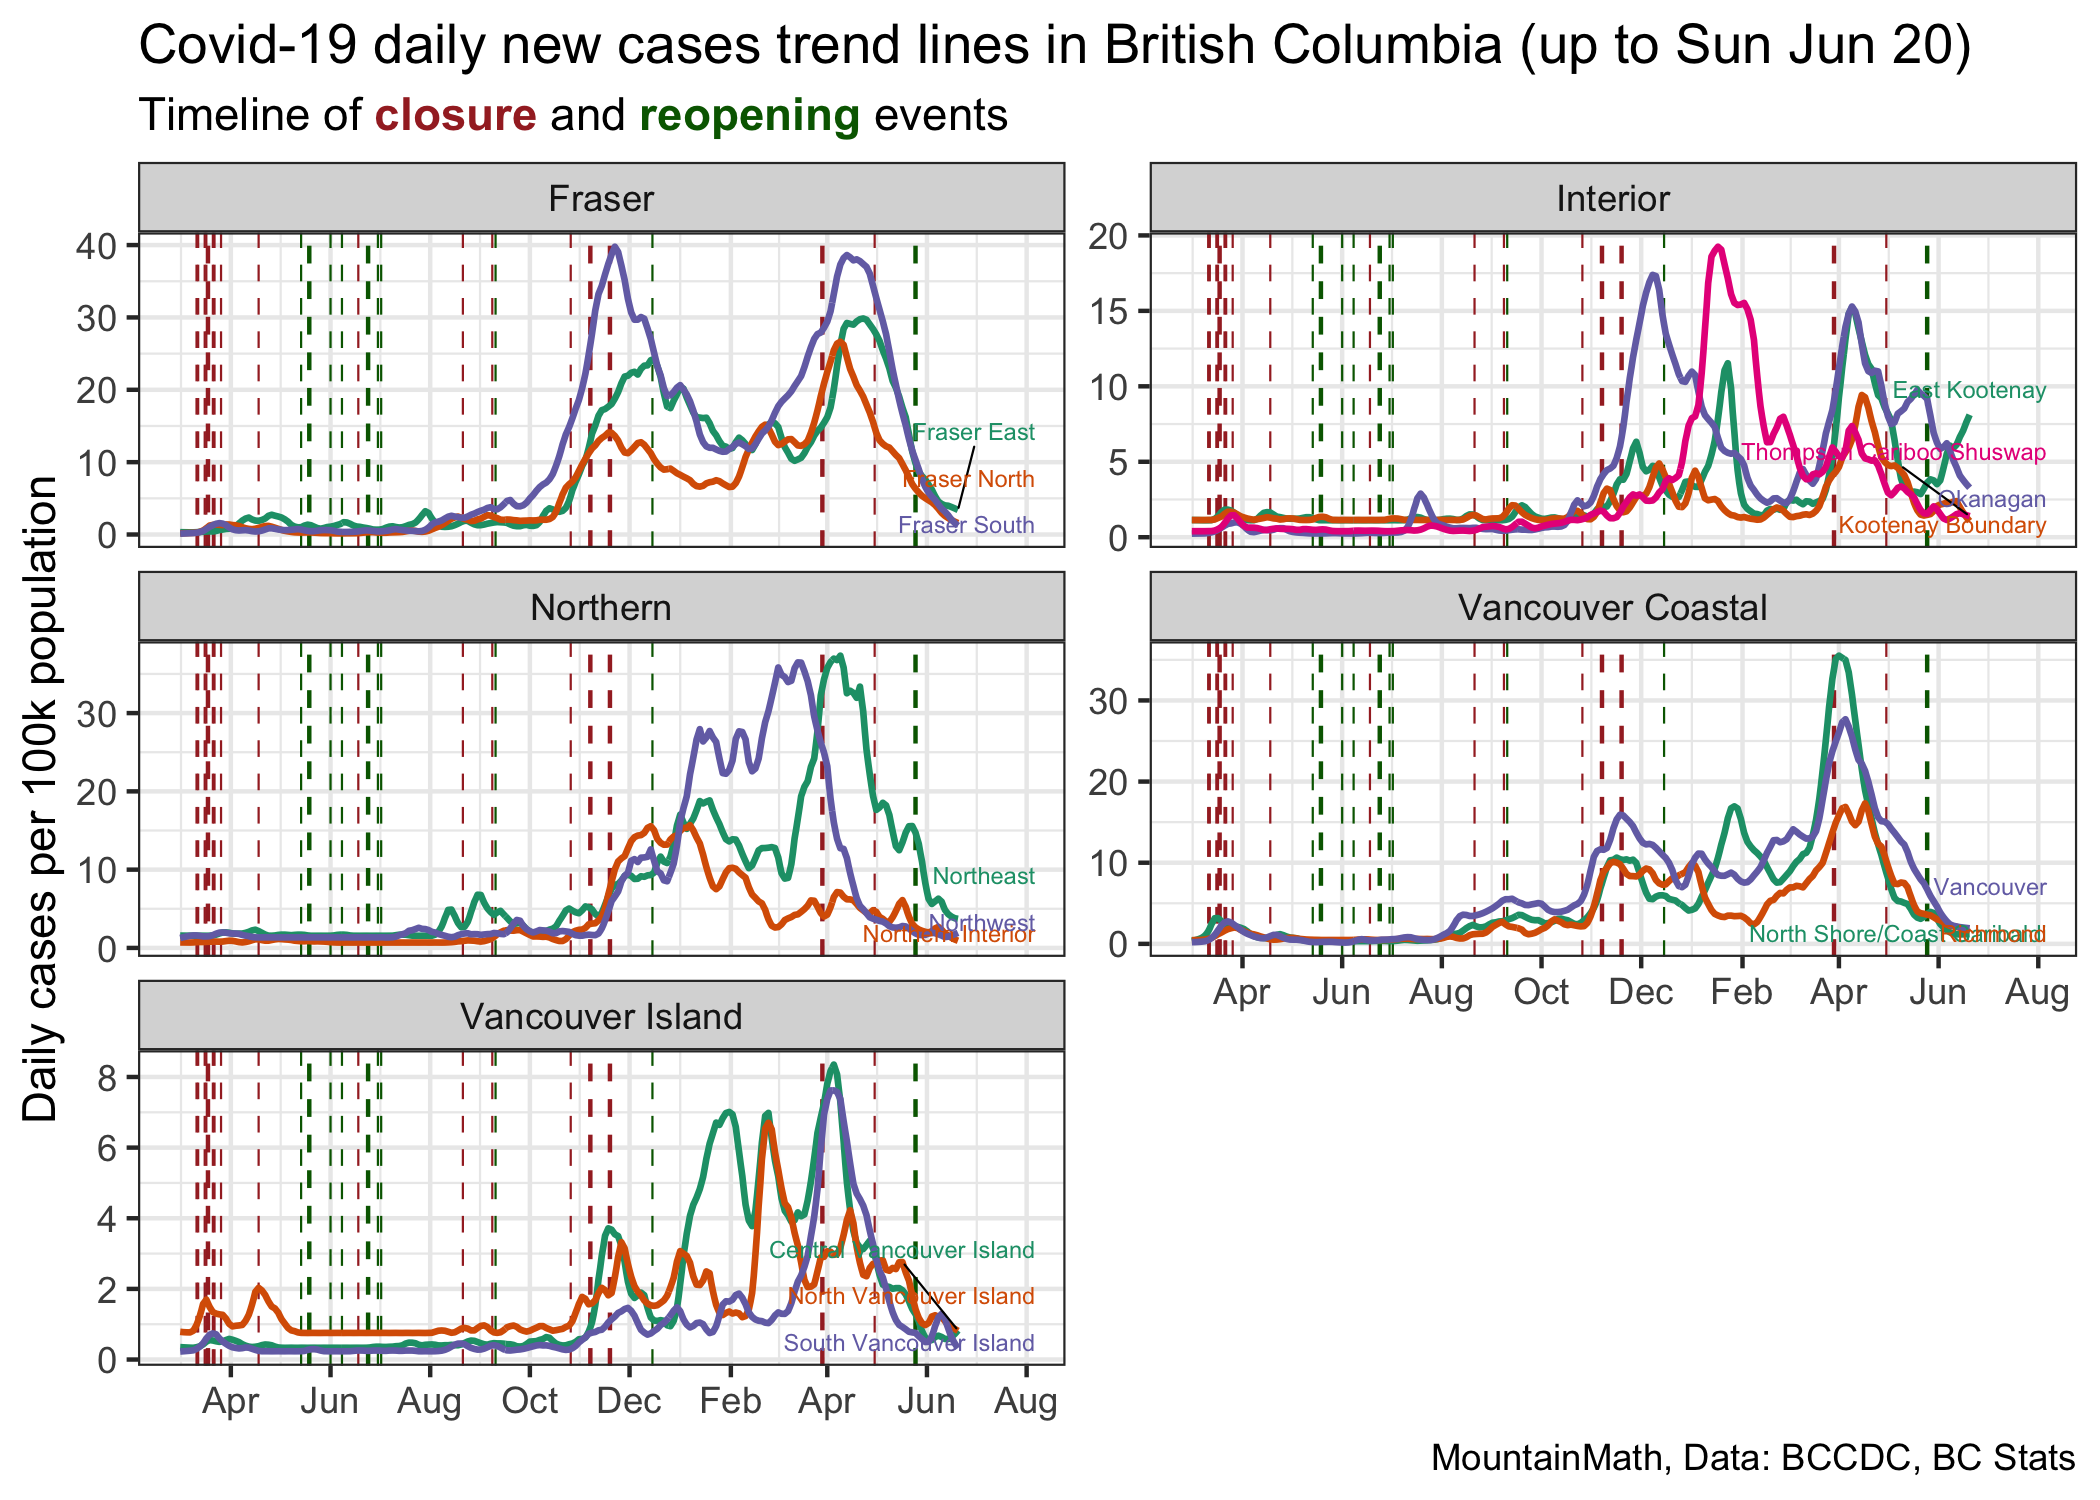 Covid-19 daily new cases trend lines in British Columbia (up to Sun Jun 20)
Timeline of closure and reopening events
Daily cases per 100k population
Fraser
40
30
20
10
0
Fraser East
Fraser North
Fraser South
Interior
20
15
10
5
0
East Kootenay
Thompson Cariboo Shuswap
Okanagan
Kootenay Boundary
Northern
30
20
10
0
Northeast
Northwest
Northern Interior
Vancouver Coastal
30
20
10
0
Vancouver
North Shore/Coast Garibaldi
Richmond
Apr Jun Aug Oct Dec Feb Apr Jun Aug
Vancouver Island
8
6
4
2
0
Central Vancouver Island
North Vancouver Island
South Vancouver Island
Apr Jun Aug Oct Dec Feb Apr Jun Aug
MountainMath, Data: BCCDC, BC Stats